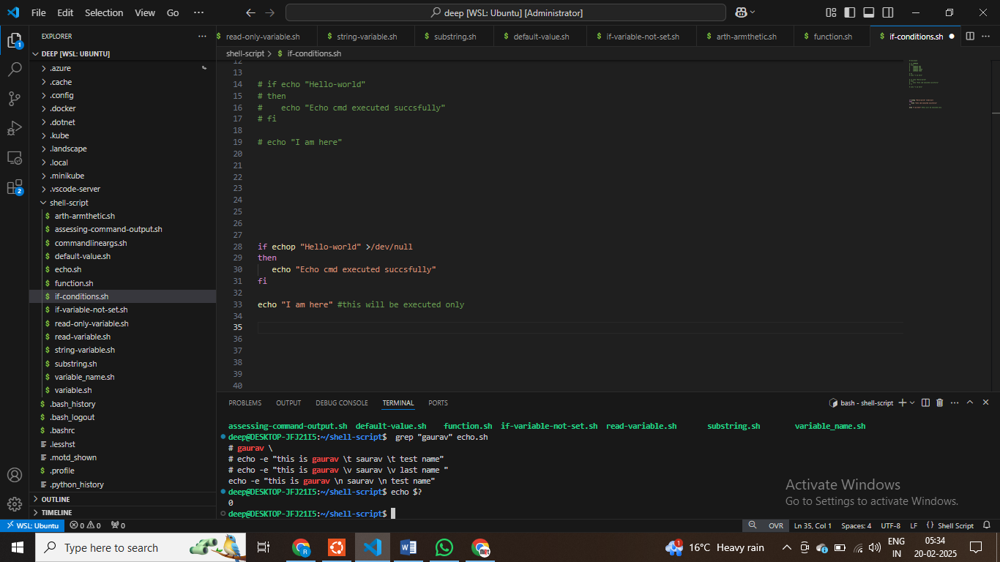 File Edit Selection View Go ··· deep [WSL: Ubuntu] [Administrator]
EXPLORER ···
DEEP [WSL: UBUNTU]
.azure
.cache
.config
.docker
.dotnet
.kube
.landscape
.local
.minikube
.vscode-server
shell-script
$ arth-armthetic.sh
$ assessing-command-output.sh
$ commandlineargs.sh
$ default-value.sh
$ echo.sh
$ function.sh
$ if-conditions.sh
$ if-variable-not-set.sh
$ read-only-variable.sh
$ read-variable.sh
$ string-variable.sh
$ substring.sh
$ variable_name.sh
$ variable.sh
$ .bash_history
$ .bash_logout
$ .bashrc
.lesshst
.motd_shown
$ .profile
.python_history
OUTLINE
TIMELINE
1
2
$ read-only-variable.sh $ string-variable.sh $ substring.sh $ default-value.sh $ if-variable-not-set.sh $ arth-armthetic.sh $ function.sh $ if-conditions.sh ● ···
shell-script > $ if-conditions.sh
12
13
14 # if echo "Hello-world"
15 # then
16 #    echo "Echo cmd executed succsfully"
17 # fi
18
19 # echo "I am here"
20
21
22
23
24
25
26
27
28 if echop "Hello-world" >/dev/null
29 then
30    echo "Echo cmd executed succsfully"
31 fi
32
33 echo "I am here" #this will be executed only
34
35
36
37
38
39
40
PROBLEMS OUTPUT DEBUG CONSOLE TERMINAL PORTS bash - shell-script
assessing-command-output.sh default-value.sh function.sh if-variable-not-set.sh read-variable.sh substring.sh variable_name.sh
deep@DESKTOP-JFJ21I5:~/shell-script$  grep "gaurav" echo.sh
# gaurav \
# echo -e "this is gaurav \t saurav \t test name"
# echo -e "this is gaurav \v saurav \v last name "
echo -e "this is gaurav \n saurav \n test name"
deep@DESKTOP-JFJ21I5:~/shell-script$ echo $?
0
deep@DESKTOP-JFJ21I5:~/shell-script$
Activate Windows
Go to Settings to activate Windows.
WSL: Ubuntu 0 0 0 OVR Ln 35, Col 1 Spaces: 4 UTF-8 LF {} Shell Script
Type here to search R W 1 16°C Heavy rain ENG IN 05:34 20-02-2025